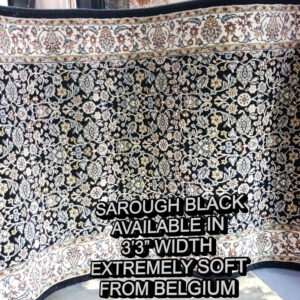 SAROUGH BLACK
AVAILABLE IN
3'3" WIDTH
EXTREMELY SOFT
FROM BELGIUM